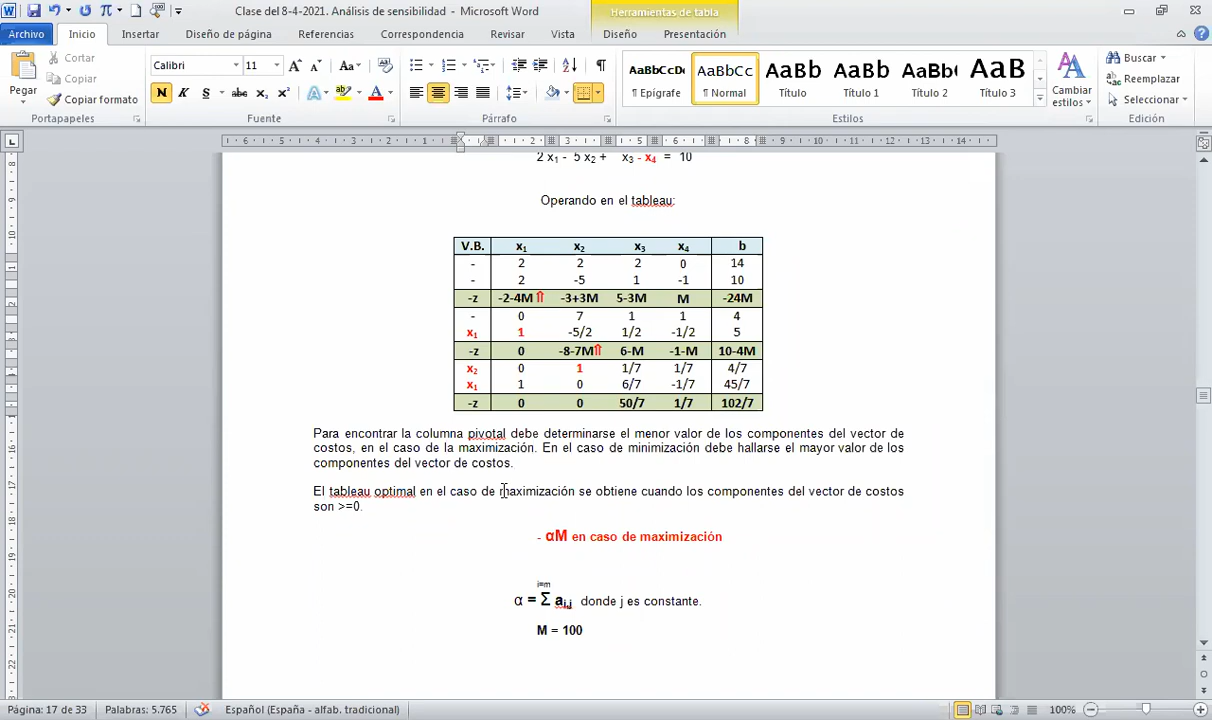 Clase del 8-4-2021. Análisis de sensibilidad - Microsoft Word
Herramientas de tabla
Archivo Inicio Insertar Diseño de página Referencias Correspondencia Revisar Vista Diseño Presentación
Pegar
Cortar
Copiar
Copiar formato
Portapapeles
Calibri 11
N K S abc x₂ x²
Fuente
Párrafo
AaBbCcDc AaBbCc AaBb AaBb AaBb AaB
¶ Epígrafe ¶ Normal Título Título 1 Título 2 Título 3
Cambiar estilos
Estilos
Buscar
Reemplazar
Seleccionar
Edición
2 x₁ - 5 x₂ + x₃ - x₄ = 10
Operando en el tableau:
V.B. x₁ x₂ x₃ x₄ b
- 2 2 2 0 14
- 2 -5 1 -1 10
-z -2-4M⇑ -3+3M 5-3M M -24M
- 0 7 1 1 4
x₁ 1 -5/2 1/2 -1/2 5
-z 0 -8-7M⇑ 6-M -1-M 10-4M
x₂ 0 1 1/7 1/7 4/7
x₁ 1 0 6/7 -1/7 45/7
-z 0 0 50/7 1/7 102/7
Para encontrar la columna pivotal debe determinarse el menor valor de los componentes del vector de
costos, en el caso de la maximización. En el caso de minimización debe hallarse el mayor valor de los
componentes del vector de costos.
El tableau optimal en el caso de maximización se obtiene cuando los componentes del vector de costos
son >=0.
- αM en caso de maximización
i=m
α = Σ aᵢ,ⱼ donde j es constante.
M = 100
Página: 17 de 33 Palabras: 5.765 Español (España - alfab. tradicional) 100%